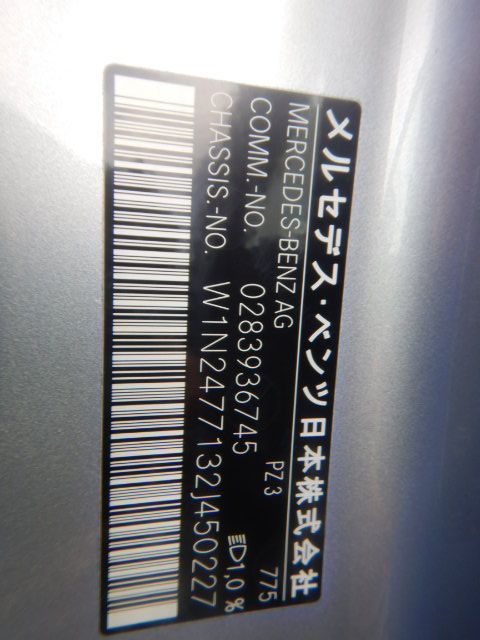 メルセデス・ベンツ日本株式会社
MERCEDES-BENZ AG PZ3 775
COMM.-NO. 0283936745 1,0 %
CHASSIS.-NO. W1N2477132J450227